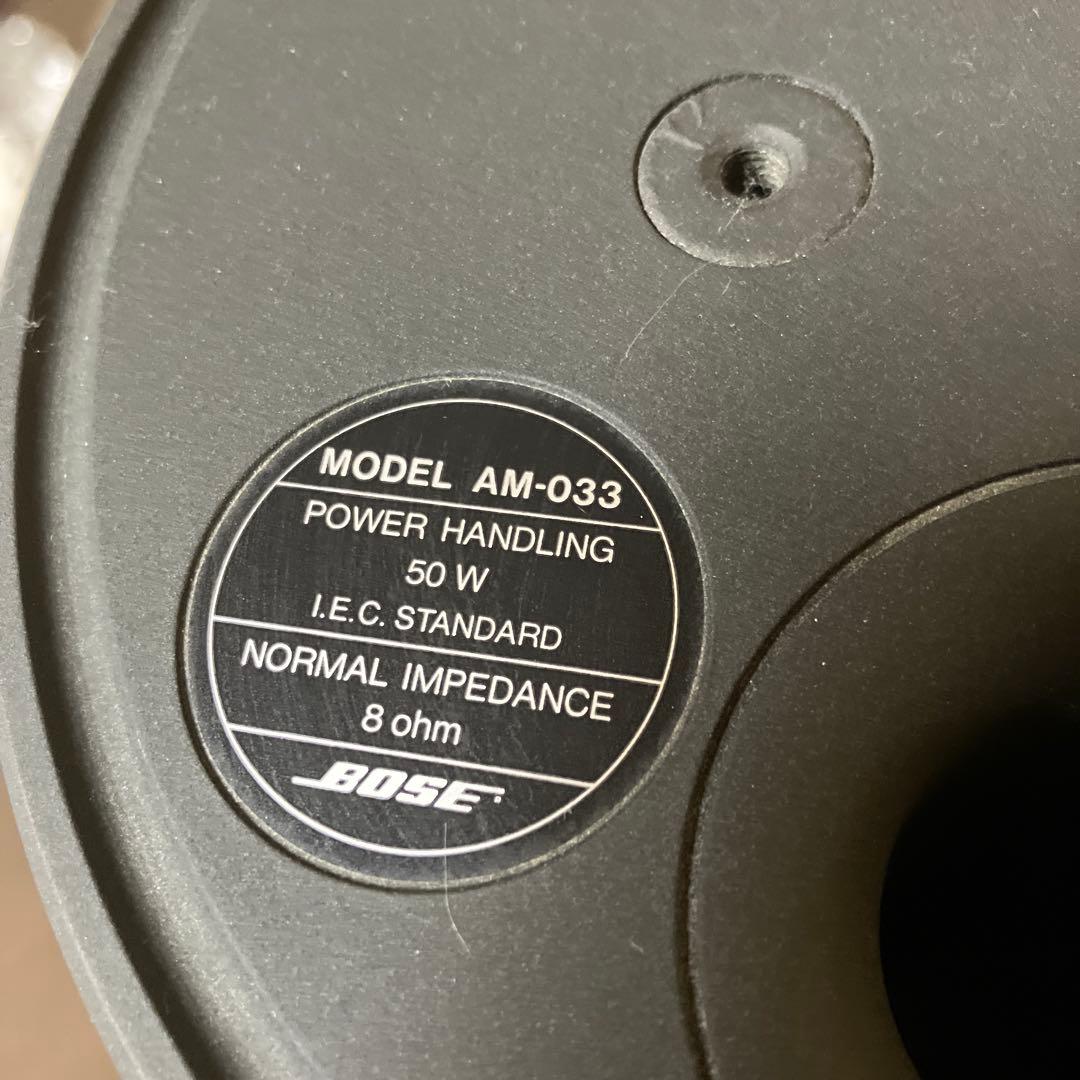 MODEL AM-033
POWER HANDLING
50 W
I.E.C. STANDARD
NORMAL IMPEDANCE
8 ohm
BOSE